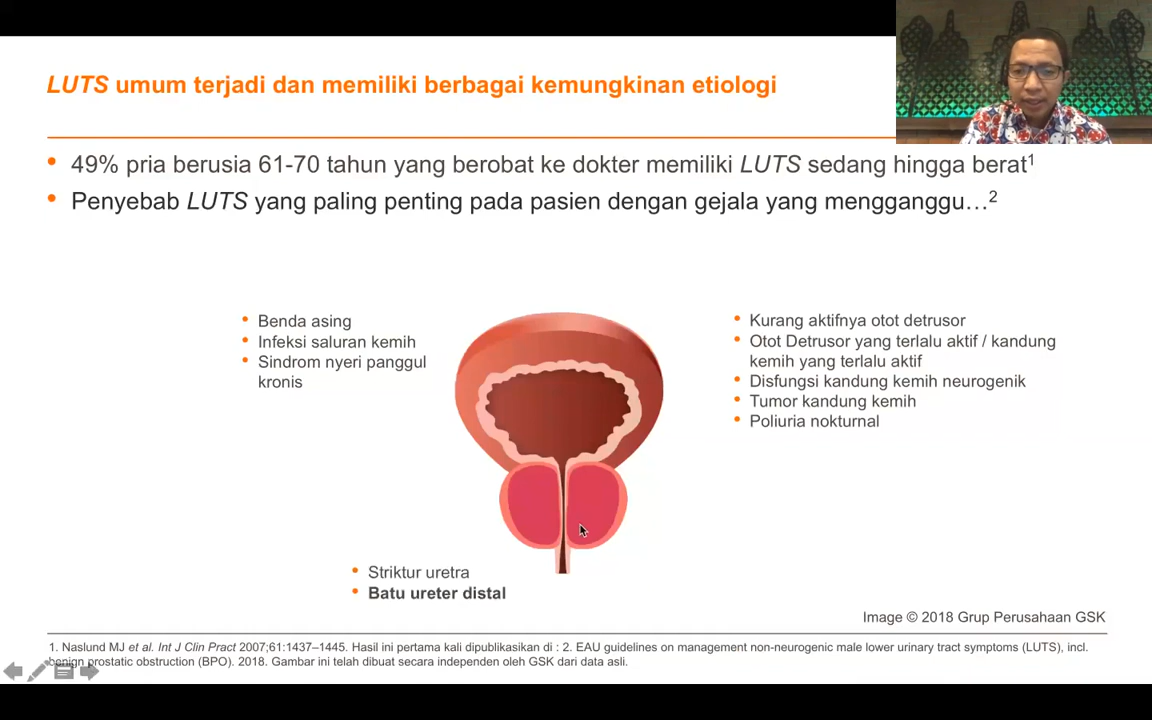 LUTS umum terjadi dan memiliki berbagai kemungkinan etiologi
• 49% pria berusia 61-70 tahun yang berobat ke dokter memiliki LUTS sedang hingga berat¹
• Penyebab LUTS yang paling penting pada pasien dengan gejala yang mengganggu…²
• Benda asing
• Infeksi saluran kemih
• Sindrom nyeri panggul
kronis
• Kurang aktifnya otot detrusor
• Otot Detrusor yang terlalu aktif / kandung
kemih yang terlalu aktif
• Disfungsi kandung kemih neurogenik
• Tumor kandung kemih
• Poliuria nokturnal
• Striktur uretra
• Batu ureter distal
Image © 2018 Grup Perusahaan GSK
1. Naslund MJ et al. Int J Clin Pract 2007;61:1437–1445. Hasil ini pertama kali dipublikasikan di : 2. EAU guidelines on management non-neurogenic male lower urinary tract symptoms (LUTS), incl.
benign prostatic obstruction (BPO). 2018. Gambar ini telah dibuat secara independen oleh GSK dari data asli.